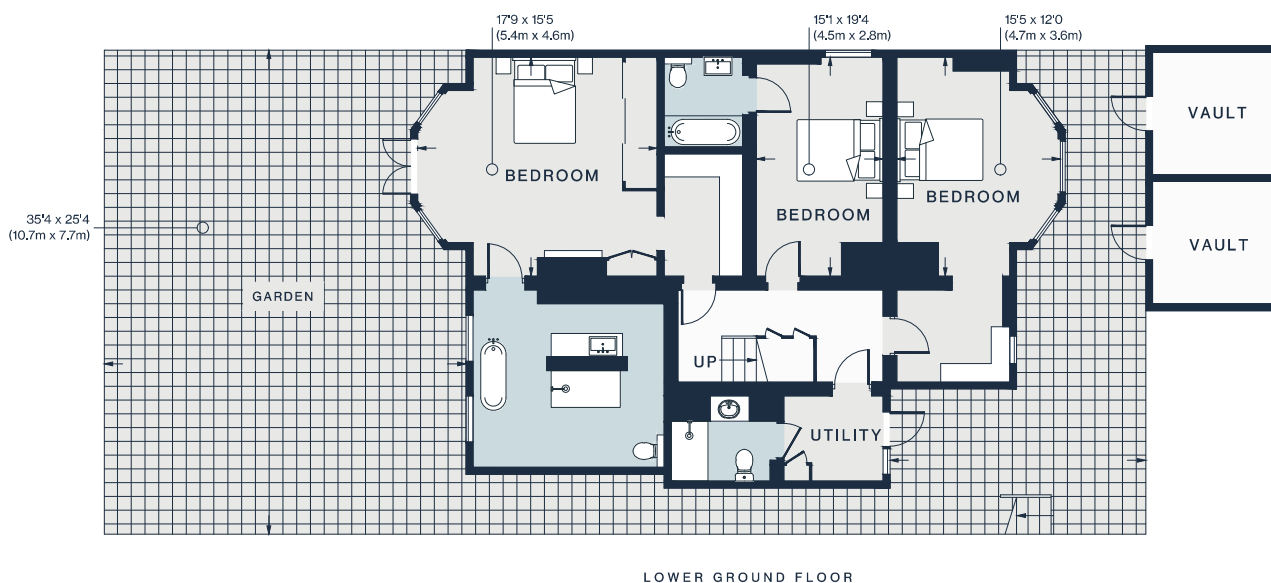 17'9 x 15'5
(5.4m x 4.6m)
15'1 x 19'4
(4.5m x 2.8m)
15'5 x 12'0
(4.7m x 3.6m)
VAULT
BEDROOM
BEDROOM
BEDROOM
35'4 x 25'4
(10.7m x 7.7m)
VAULT
GARDEN
UP
UTILITY
LOWER GROUND FLOOR